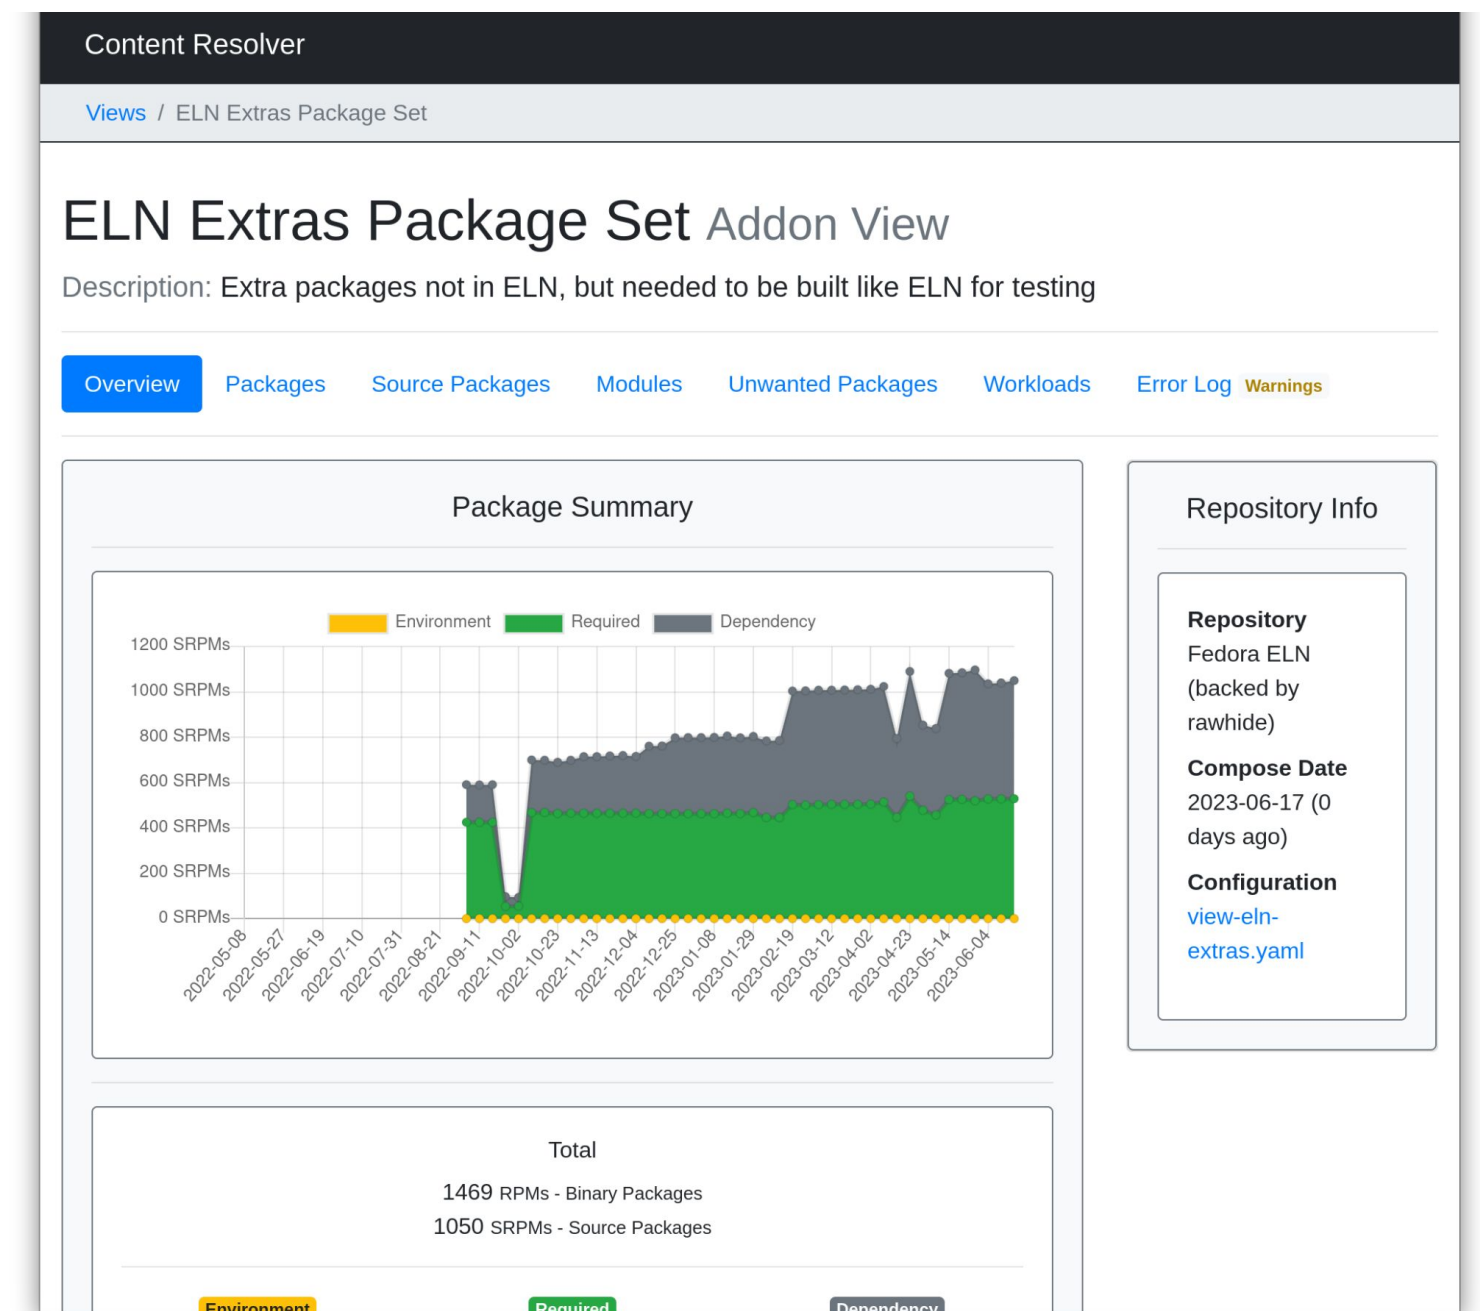 Content Resolver
Views / ELN Extras Package Set
ELN Extras Package Set Addon View
Description: Extra packages not in ELN, but needed to be built like ELN for testing
Overview Packages Source Packages Modules Unwanted Packages Workloads Error Log Warnings
Package Summary
Environment Required Dependency
1200 SRPMs
1000 SRPMs
800 SRPMs
600 SRPMs
400 SRPMs
200 SRPMs
0 SRPMs
2022-05-08
2022-05-27
2022-06-19
2022-07-10
2022-07-31
2022-08-21
2022-09-11
2022-10-02
2022-10-23
2022-11-13
2022-12-04
2022-12-25
2023-01-08
2023-01-29
2023-02-19
2023-03-12
2023-04-02
2023-04-23
2023-05-14
2023-06-04
Total
1469 RPMs - Binary Packages
1050 SRPMs - Source Packages
Environment Required Dependency
Repository Info
Repository
Fedora ELN
(backed by
rawhide)
Compose Date
2023-06-17 (0
days ago)
Configuration
view-eln-
extras.yaml